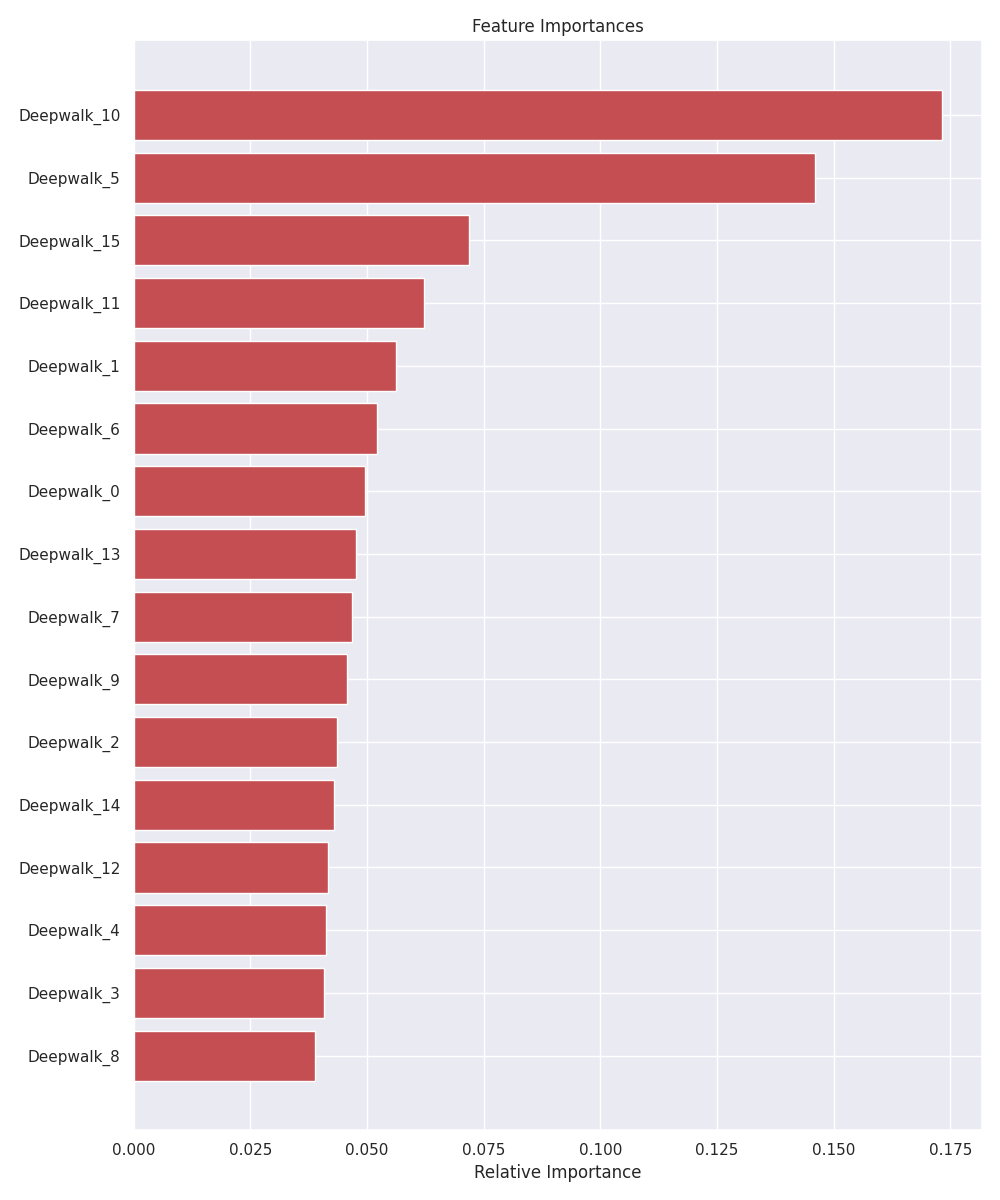 Feature Importances
Deepwalk_10
Deepwalk_5
Deepwalk_15
Deepwalk_11
Deepwalk_1
Deepwalk_6
Deepwalk_0
Deepwalk_13
Deepwalk_7
Deepwalk_9
Deepwalk_2
Deepwalk_14
Deepwalk_12
Deepwalk_4
Deepwalk_3
Deepwalk_8
0.000 0.025 0.050 0.075 0.100 0.125 0.150 0.175
Relative Importance